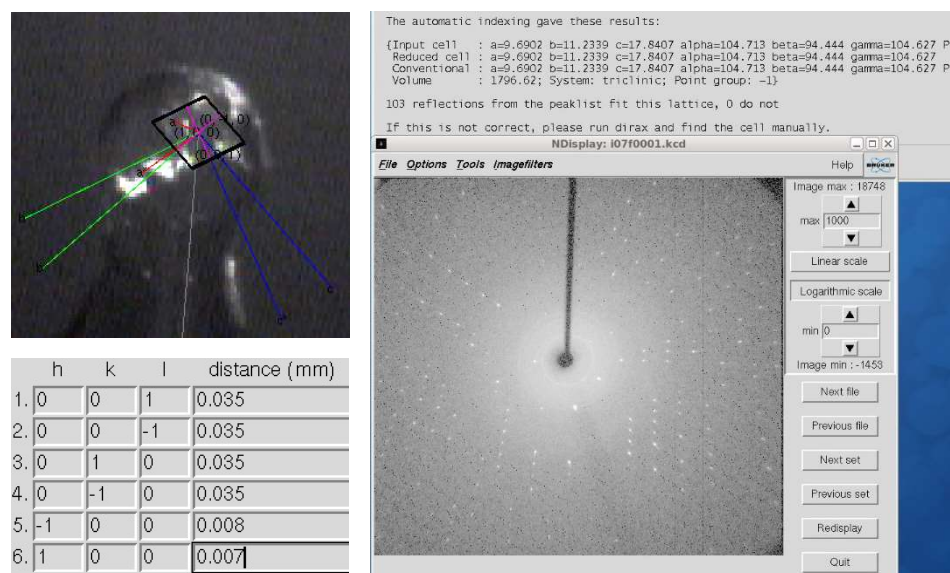 The automatic indexing gave these results:
{Input cell : a=9.6902 b=11.2339 c=17.8407 alpha=104.713 beta=94.444 gamma=104.627 P
Reduced cell : a=9.6902 b=11.2339 c=17.8407 alpha=104.713 beta=94.444 gamma=104.627
Conventional : a=9.6902 b=11.2339 c=17.8407 alpha=104.713 beta=94.444 gamma=104.627 P
Volume : 1796.62; System: triclinic; Point group: -1}
103 reflections from the peaklist fit this lattice, 0 do not
If this is not correct, please run dirax and find the cell manually.
NDisplay: i07f0001.kcd
File Options Tools Imagefilters Help BRUKER
Image max : 18748
max 1000
Linear scale
Logarithmic scale
min 0
Image min : -1453
Next file
Previous file
Next set
Previous set
Redisplay
Quit
h k l distance (mm)
1. 0 0 1 0.035
2. 0 0 -1 0.035
3. 0 1 0 0.035
4. 0 -1 0 0.035
5. -1 0 0 0.008
6. 1 0 0 0.007